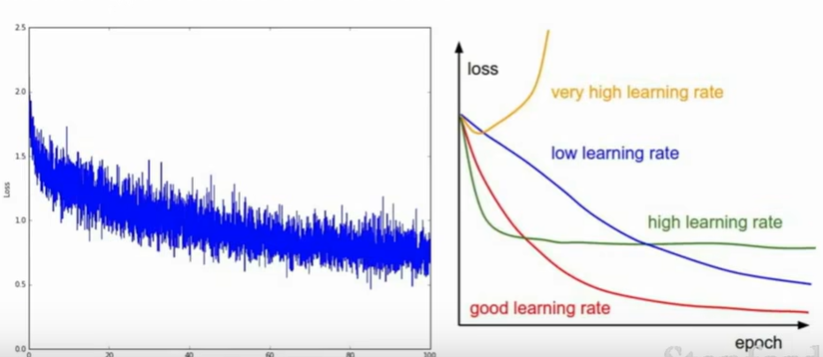 2.5
2.0
1.5
1.0
0.5
0.0
Loss
0
20
40
60
80
100
loss
very high learning rate
low learning rate
high learning rate
good learning rate
epoch